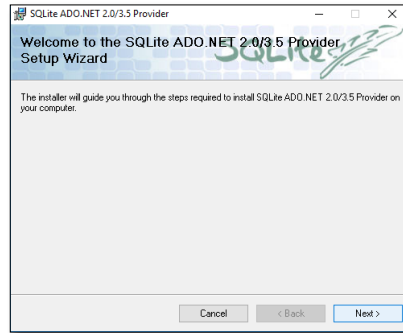 SQLite ADO.NET 2.0/3.5 Provider
Welcome to the SQLite ADO.NET 2.0/3.5 Provider
Setup Wizard
SQLite
The installer will guide you through the steps required to install SQLite ADO.NET 2.0/3.5 Provider on
your computer.
Cancel
< Back
Next >